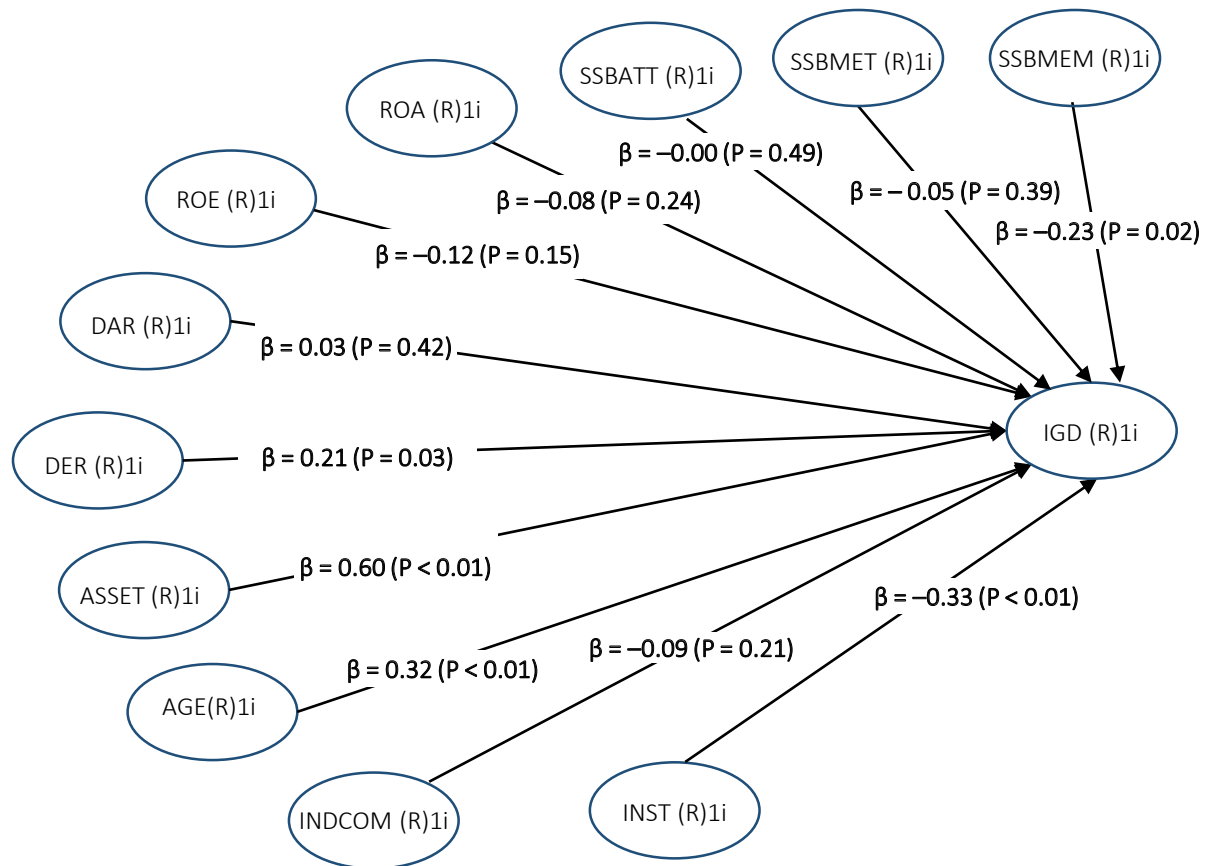 SSBATT (R)1i
SSBMET (R)1i
SSBMEM (R)1i
ROA (R)1i
ROE (R)1i
DAR (R)1i
DER (R)1i
ASSET (R)1i
AGE(R)1i
INDCOM (R)1i
INST (R)1i
IGD (R)1i
β = –0.00 (P = 0.49)
β = – 0.05 (P = 0.39)
β = –0.23 (P = 0.02)
β = –0.08 (P = 0.24)
β = –0.12 (P = 0.15)
β = 0.03 (P = 0.42)
β = 0.21 (P = 0.03)
β = 0.60 (P < 0.01)
β = 0.32 (P < 0.01)
β = –0.09 (P = 0.21)
β = –0.33 (P < 0.01)